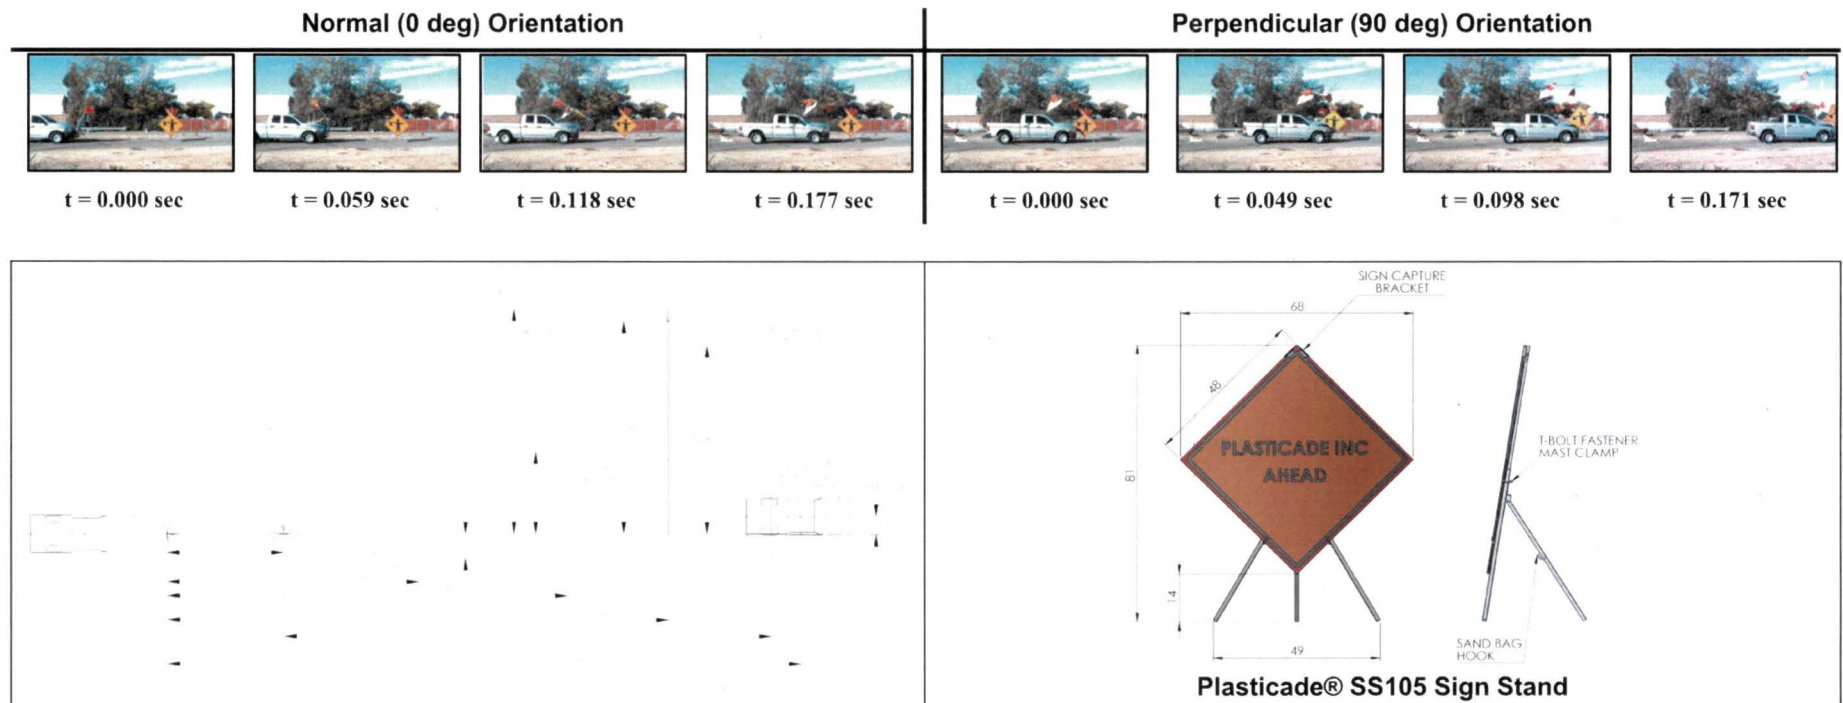 Normal (0 deg) Orientation
Perpendicular (90 deg) Orientation
t = 0.000 sec
t = 0.059 sec
t = 0.118 sec
t = 0.177 sec
t = 0.000 sec
t = 0.049 sec
t = 0.098 sec
t = 0.171 sec
SIGN CAPTURE
BRACKET
68
48
81
PLASTICADE INC
AHEAD
T-BOLT FASTENER
MAST CLAMP
14
49
SAND BAG
HOOK
Plasticade® SS105 Sign Stand